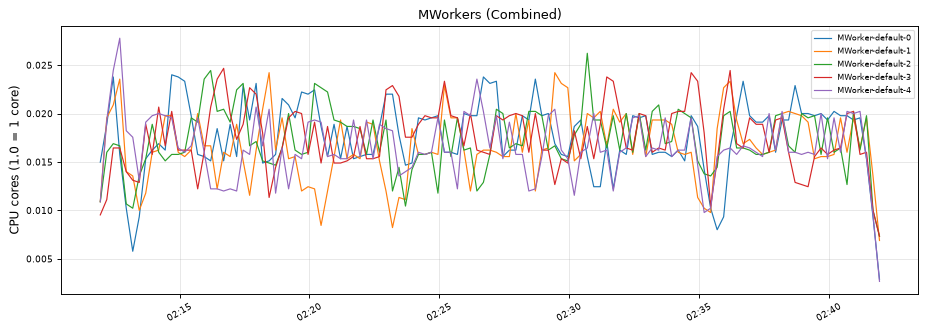 MWorkers (Combined)
CPU cores (1.0 = 1 core)
0.025
0.020
0.015
0.010
0.005
02:15
02:20
02:25
02:30
02:35
02:40
MWorker-default-0
MWorker-default-1
MWorker-default-2
MWorker-default-3
MWorker-default-4